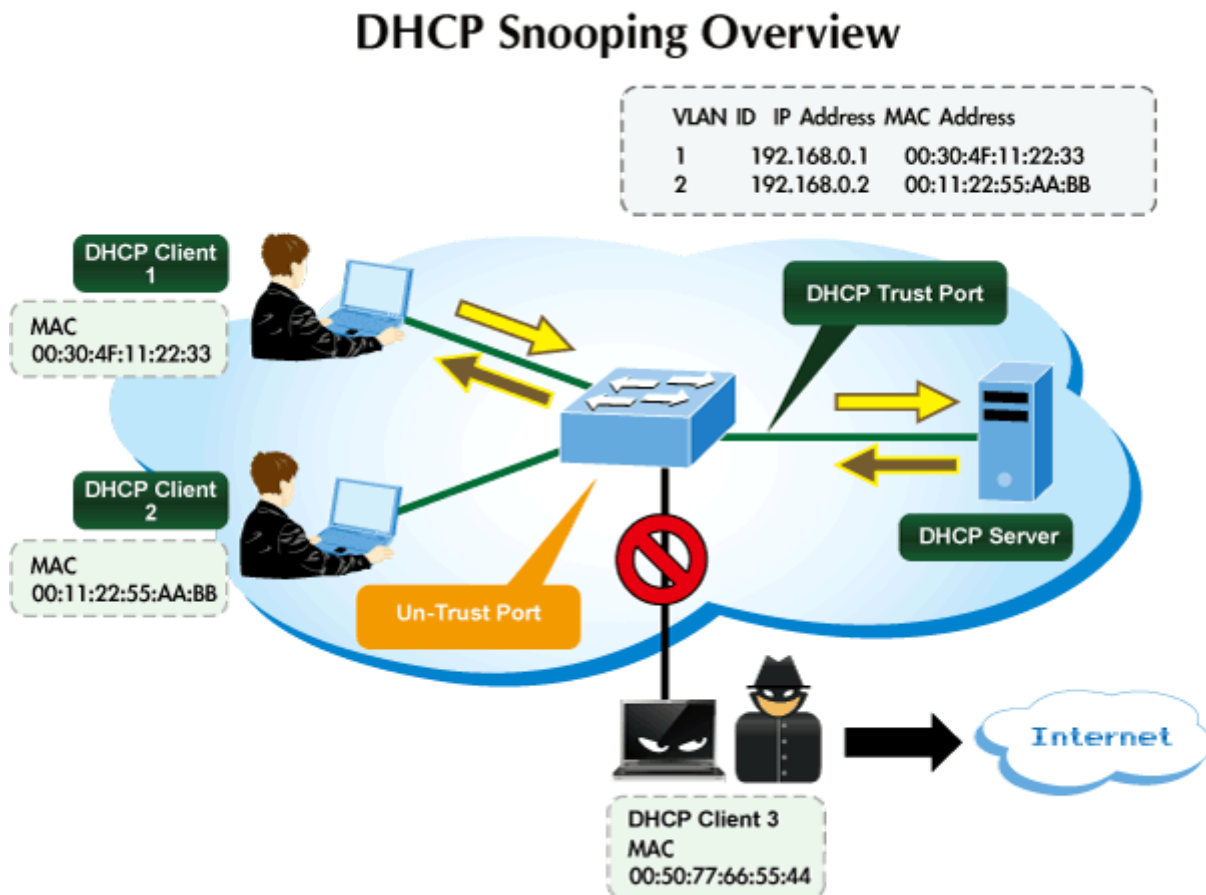 DHCP Snooping Overview
VLAN ID IP Address MAC Address
1 192.168.0.1 00:30:4F:11:22:33
2 192.168.0.2 00:11:22:55:AA:BB
DHCP Client
1
MAC
00:30:4F:11:22:33
DHCP Trust Port
DHCP Client
2
MAC
00:11:22:55:AA:BB
Un-Trust Port
DHCP Server
Internet
DHCP Client 3
MAC
00:50:77:66:55:44